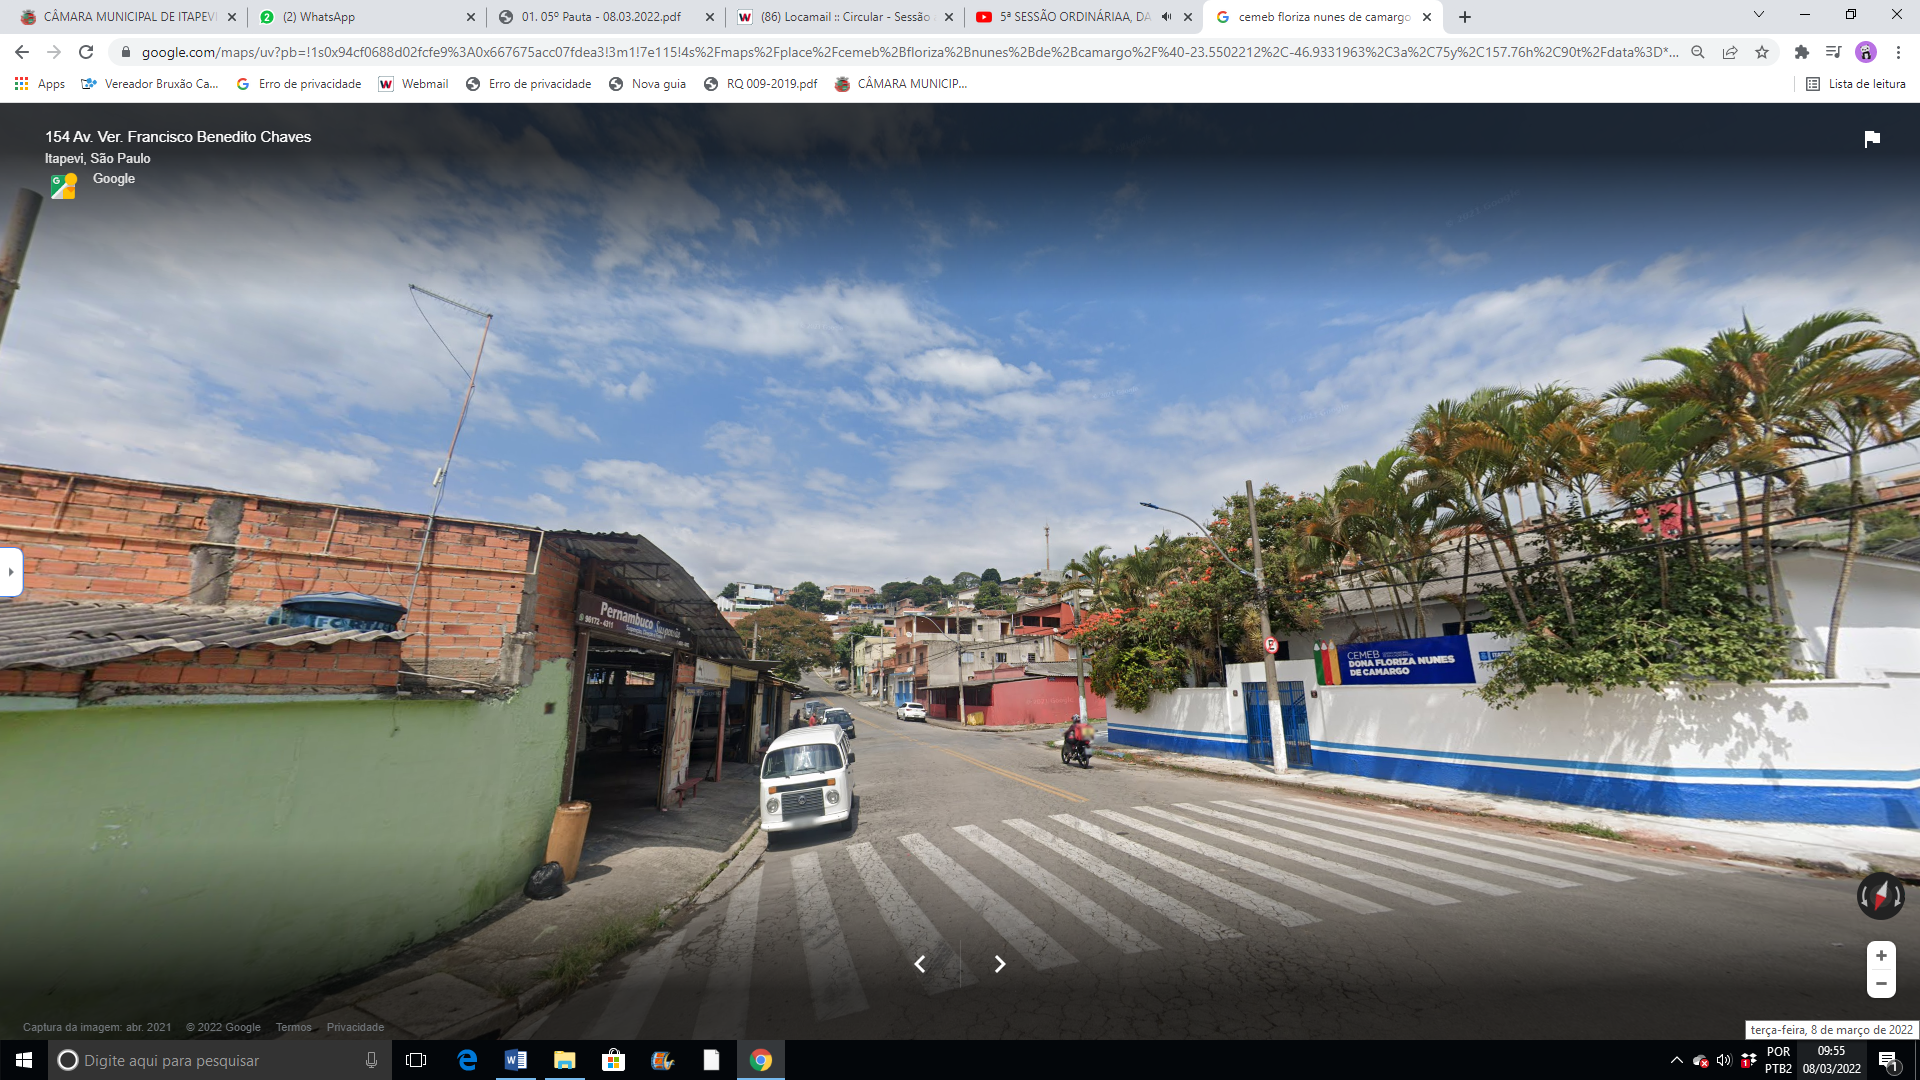 CÂMARA MUNICIPAL DE ITAPEVI
(2) WhatsApp
01. 05º Pauta - 08.03.2022.pdf
(86) Locamail :: Circular - Sessão
5ª SESSÃO ORDINÁRIAA, DA
cemeb floriza nunes de camargo
google.com/maps/uv?pb=!1s0x94cf0688d02fcfe9%3A0x667675acc07fdea3!3m1!7e115!4s%2Fmaps%2Fplace%2Fcemeb%2Bfloriza%2Bnunes%2Bde%2Bcamargo%2F%40-23.5502212%2C-46.9331963%2C3a%2C75y%2C157.76h%2C90t%2Fdata%3D*...
Apps
Vereador Bruxão Ca...
Erro de privacidade
Webmail
Erro de privacidade
Nova guia
RQ 009-2019.pdf
CÂMARA MUNICIP...
Lista de leitura
154 Av. Ver. Francisco Benedito Chaves
Itapevi, São Paulo
Google
Pernambuco Suspensão
98172 - 4311
CEMEB
DONA FLORIZA NUNES
DE CAMARGO
E
Captura da imagem: abr. 2021
© 2022 Google
Termos
Privacidade
terça-feira, 8 de março de 2022
Digite aqui para pesquisar
POR
PTB2
09:55
08/03/2022
1